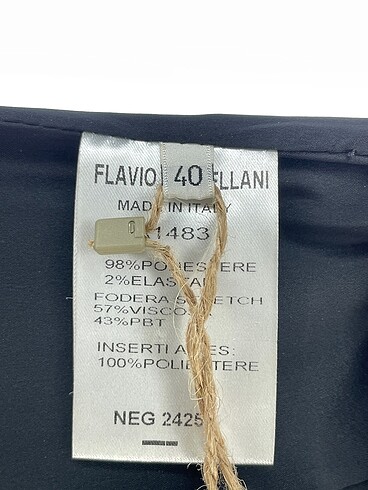 FLAVIO 40 ELLANI
MADE IN ITALY
1483
98%POLIESTERE
2%ELASTAN
FODERA STRETCH
57%VISCOSA
43%PBT
INSERTI
100%POLIESTERE
NEG 2425